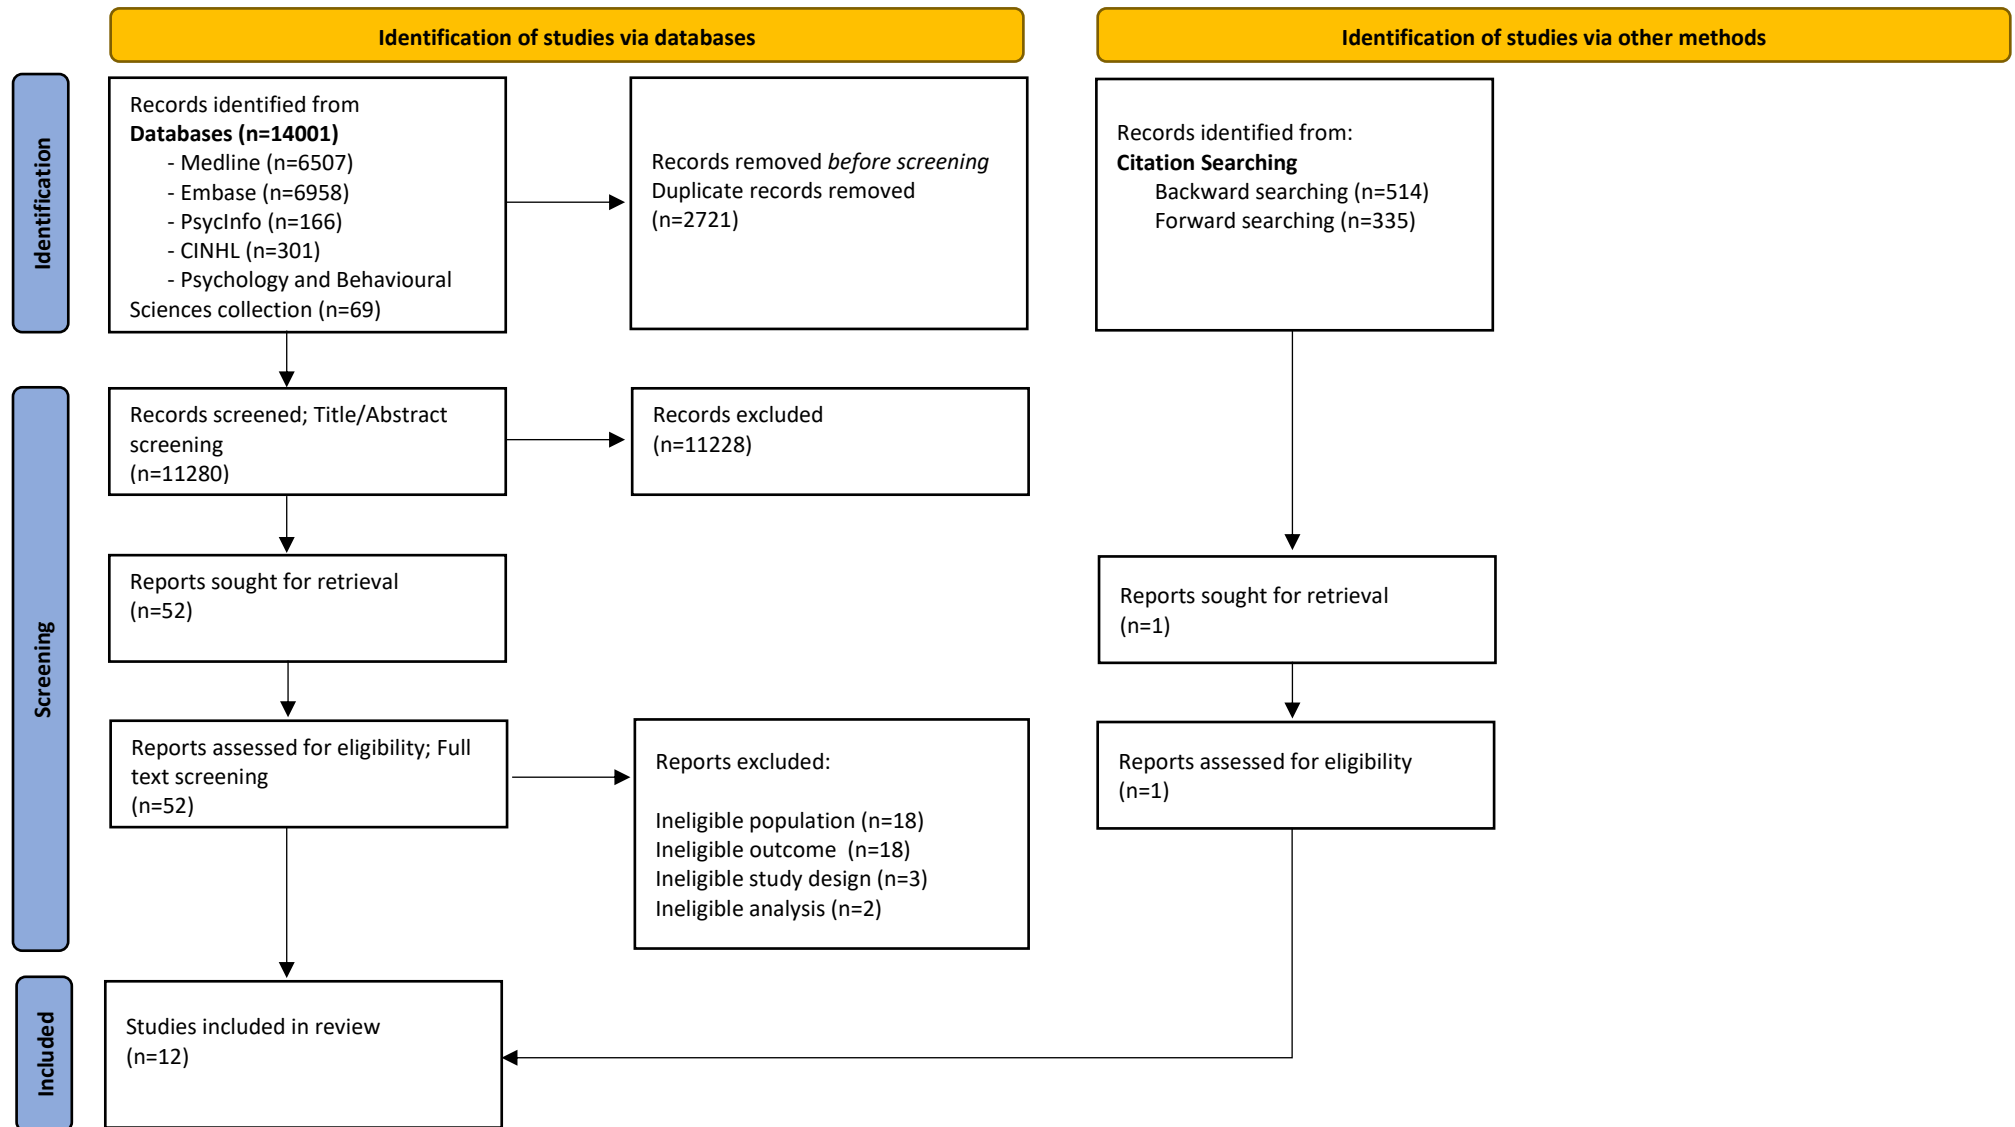 Identification of studies via databases
Identification of studies via other methods
Identification
Records identified from
Databases (n=14001)
- Medline (n=6507)
- Embase (n=6958)
- PsycInfo (n=166)
- CINHL (n=301)
- Psychology and Behavioural
Sciences collection (n=69)
Records removed before screening
Duplicate records removed
(n=2721)
Records identified from:
Citation Searching
Backward searching (n=514)
Forward searching (n=335)
Screening
Records screened; Title/Abstract
screening
(n=11280)
Records excluded
(n=11228)
Reports sought for retrieval
(n=52)
Reports sought for retrieval
(n=1)
Reports assessed for eligibility; Full
text screening
(n=52)
Reports excluded:
Ineligible population (n=18)
Ineligible outcome  (n=18)
Ineligible study design (n=3)
Ineligible analysis (n=2)
Reports assessed for eligibility
(n=1)
Included
Studies included in review
(n=12)